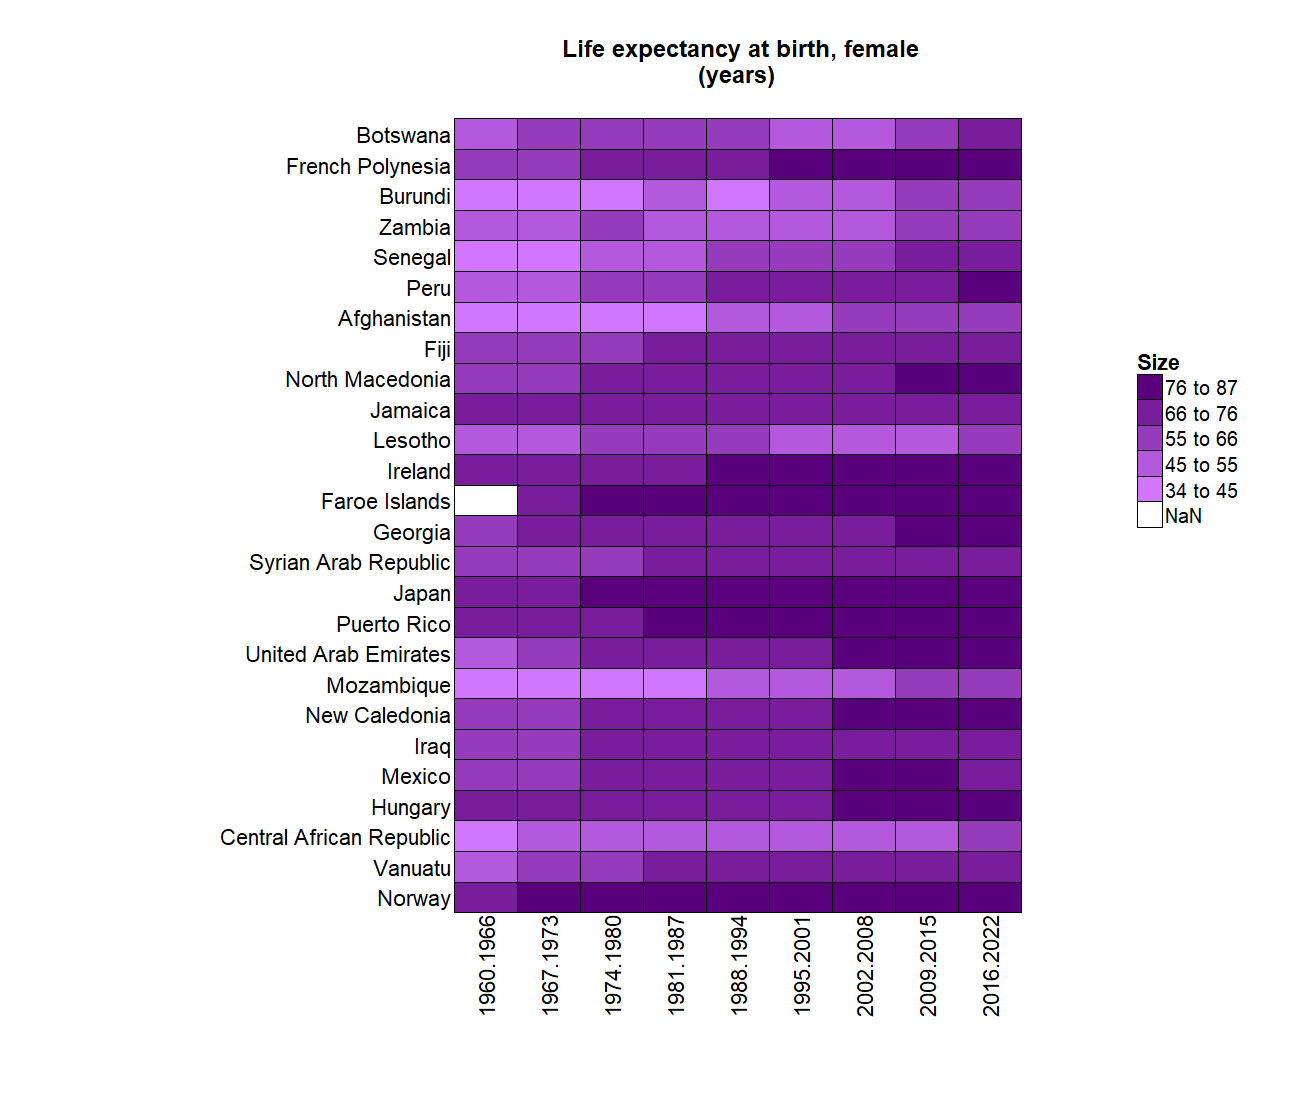 Life expectancy at birth, female
(years)
Botswana
French Polynesia
Burundi
Zambia
Senegal
Peru
Afghanistan
Fiji
North Macedonia
Jamaica
Lesotho
Ireland
Faroe Islands
Georgia
Syrian Arab Republic
Japan
Puerto Rico
United Arab Emirates
Mozambique
New Caledonia
Iraq
Mexico
Hungary
Central African Republic
Vanuatu
Norway
1960.1966
1967.1973
1974.1980
1981.1987
1988.1994
1995.2001
2002.2008
2009.2015
2016.2022
Size
76 to 87
66 to 76
55 to 66
45 to 55
34 to 45
NaN